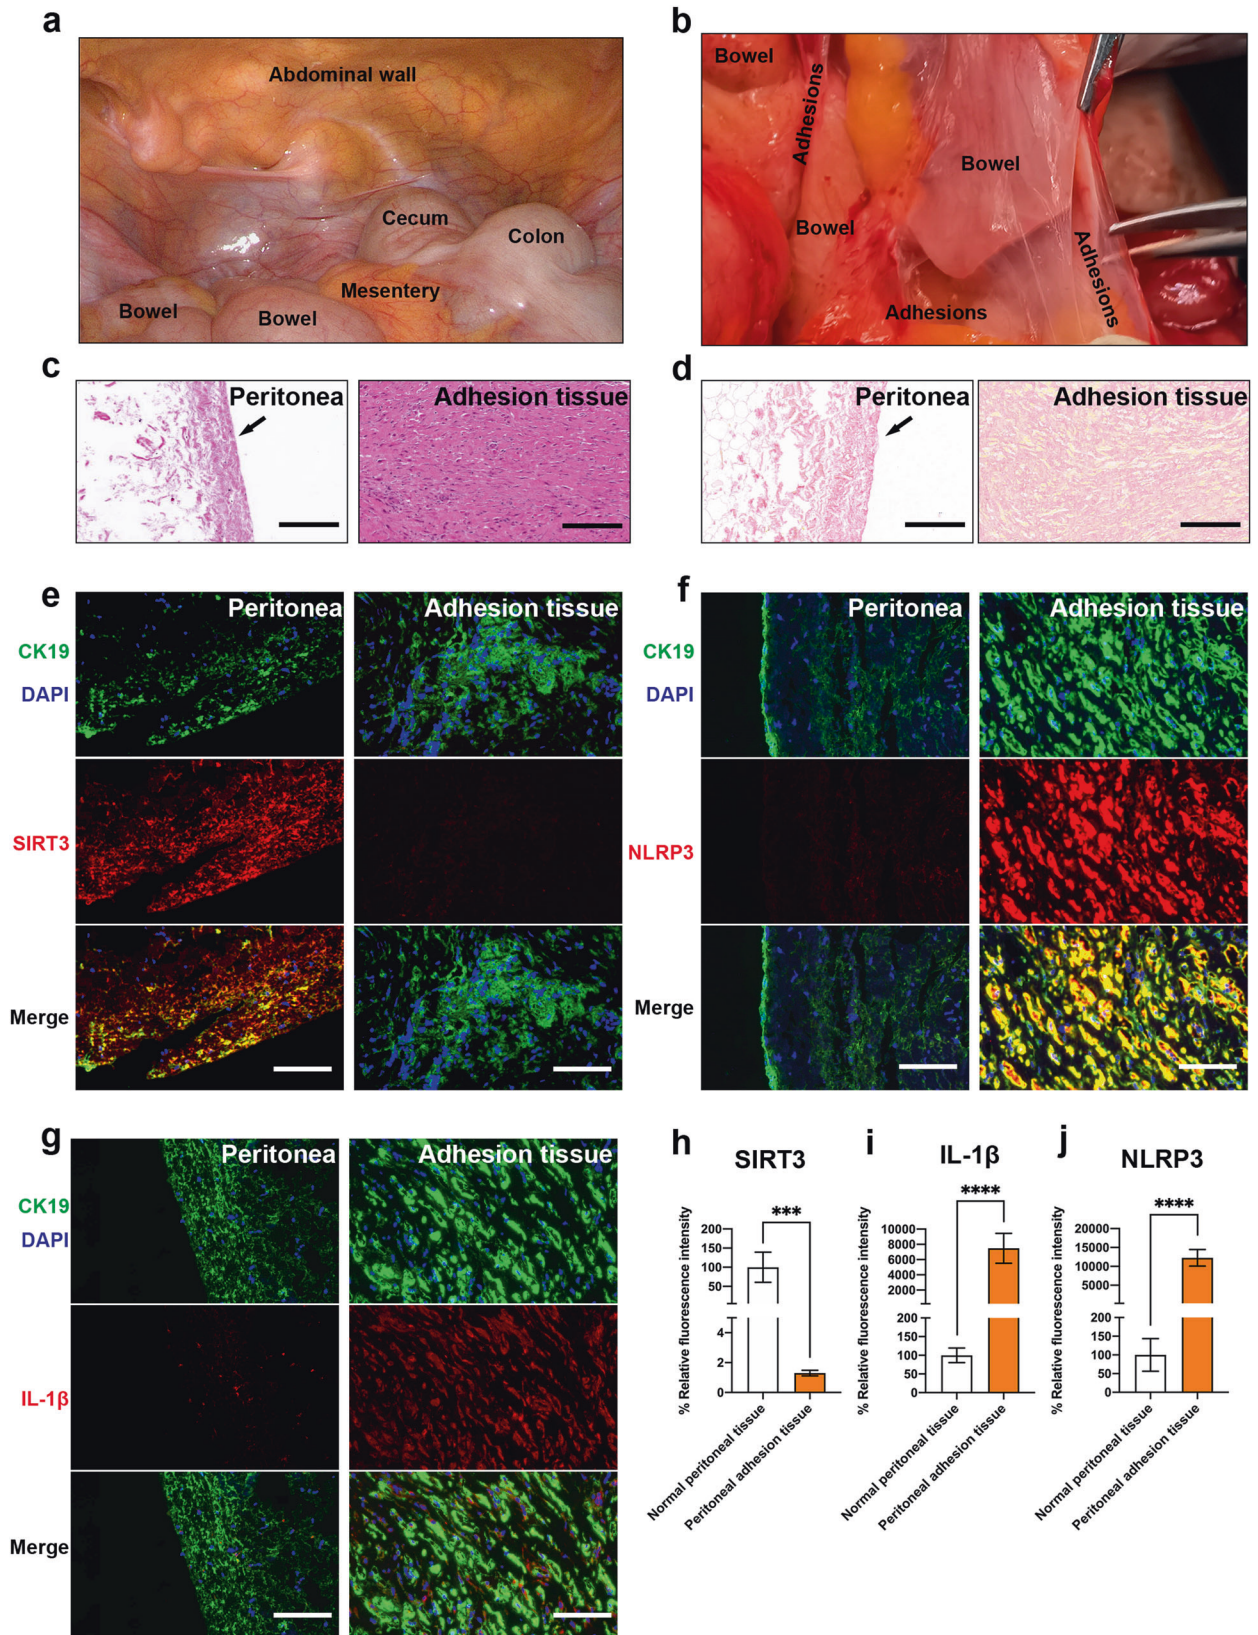 a
Abdominal wall
Cecum
Colon
Mesentery
Bowel
Bowel
b
Bowel
Adhesions
Bowel
Bowel
Adhesions
Adhesions
c
Peritonea
Adhesion tissue
d
Peritonea
Adhesion tissue
e
Peritonea
Adhesion tissue
CK19
DAPI
SIRT3
Merge
f
Peritonea
Adhesion tissue
CK19
DAPI
NLRP3
Merge
g
Peritonea
Adhesion tissue
CK19
DAPI
IL-1β
Merge
h
SIRT3
***
% Relative fluorescence intensity
200
150
100
50
4
2
0
Normal peritoneal tissue
Peritoneal adhesion tissue
i
IL-1β
****
% Relative fluorescence intensity
10000
8000
6000
4000
200
150
100
50
0
Normal peritoneal tissue
Peritoneal adhesion tissue
j
NLRP3
****
% Relative fluorescence intensity
20000
15000
10000
5000
200
150
100
50
0
Normal peritoneal tissue
Peritoneal adhesion tissue